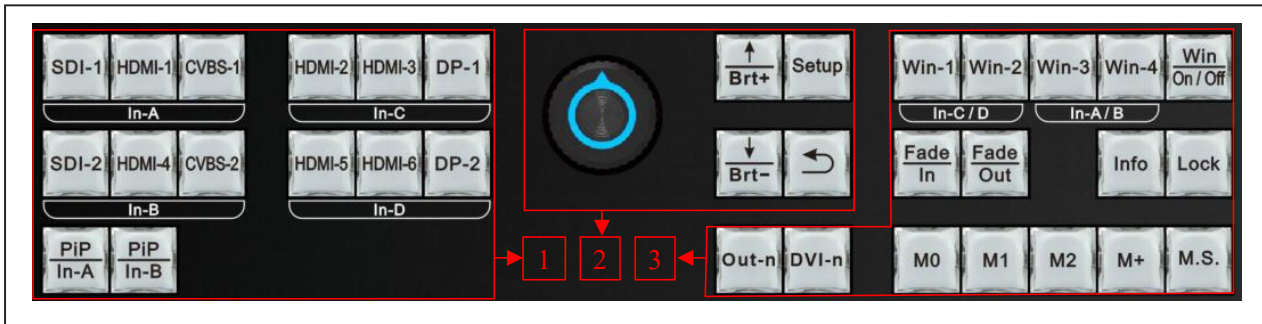 SDI-1 HDMI-1 CVBS-1 HDMI-2 HDMI-3 DP-1 ↑ Brt+ Setup Win-1 Win-2 Win-3 Win-4 Win On / Off
In-A In-C In-C / D In-A / B
SDI-2 HDMI-4 CVBS-2 HDMI-5 HDMI-6 DP-2 ↓ Brt− Fade In Fade Out Info Lock
In-B In-D
PiP In-A PiP In-B 1 2 3 Out-n DVI-n M0 M1 M2 M+ M.S.